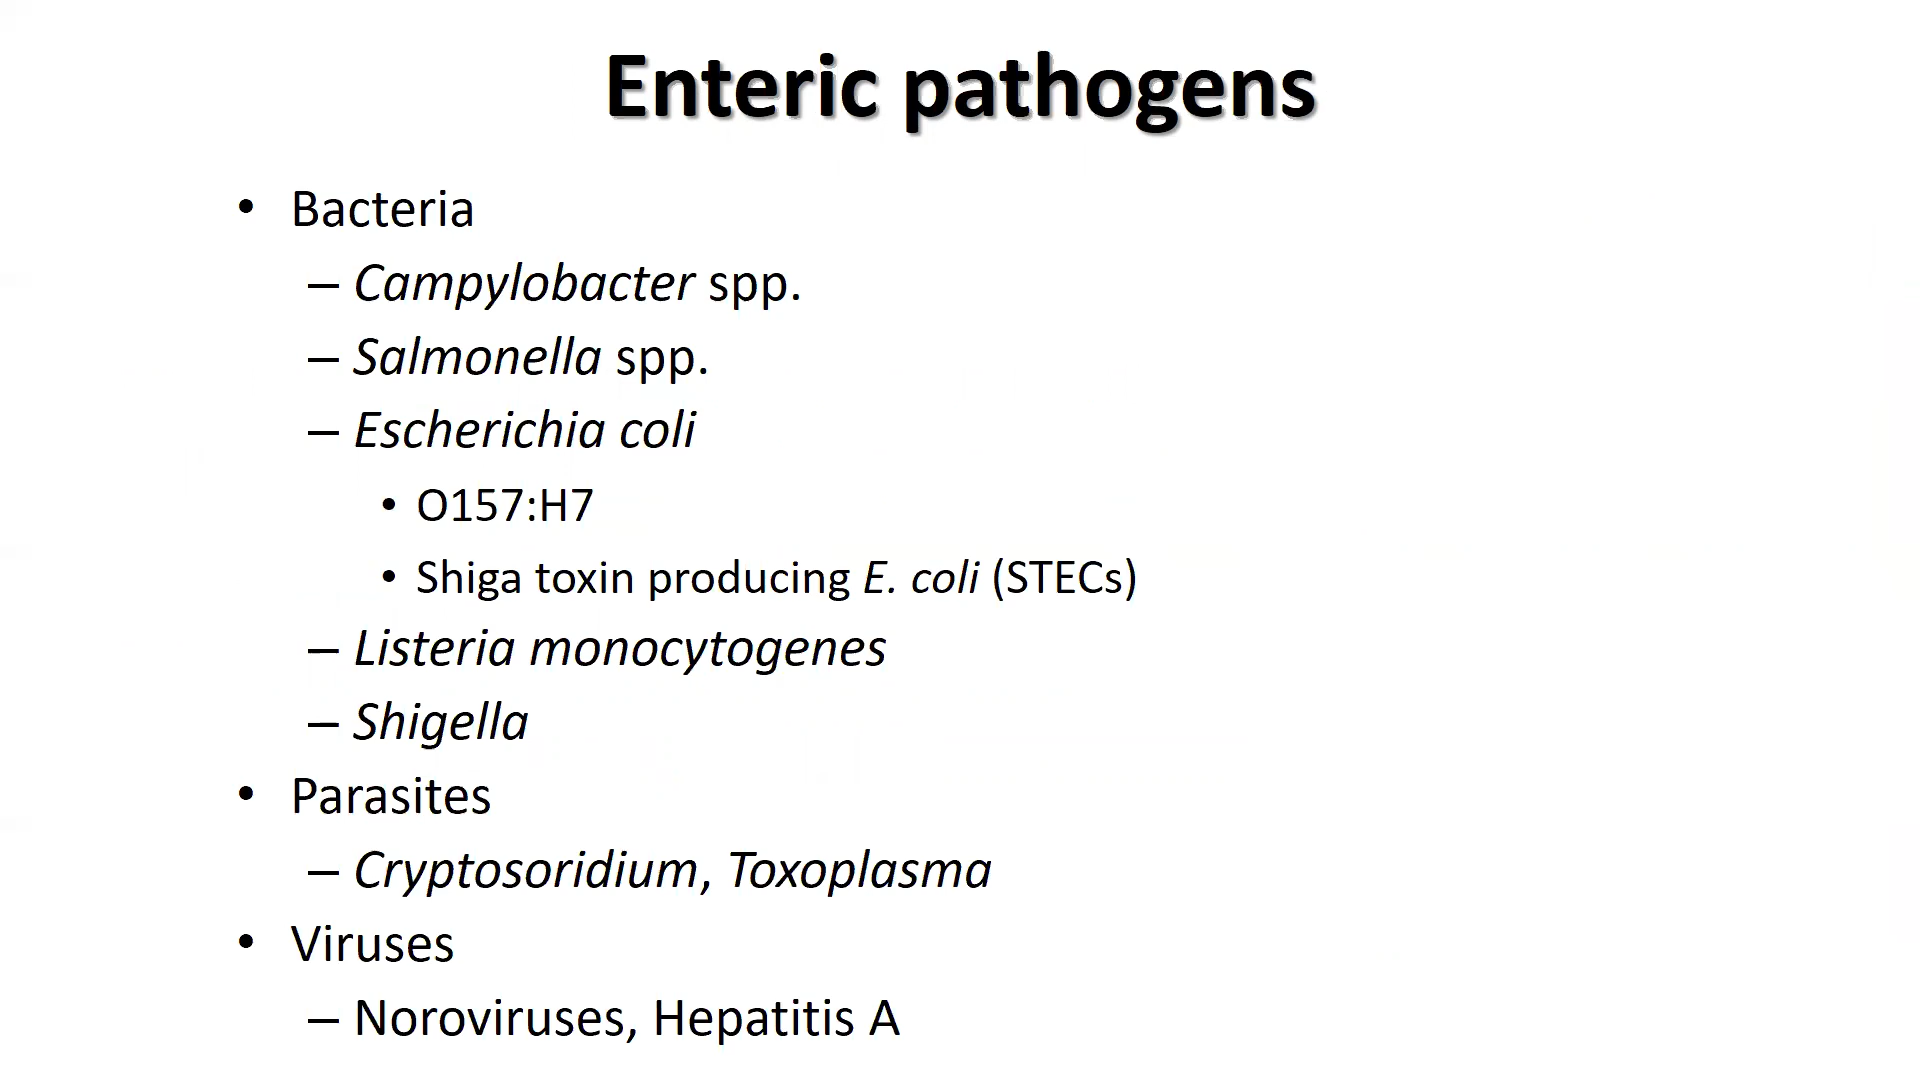 Enteric pathogens
• Bacteria
– Campylobacter spp.
– Salmonella spp.
– Escherichia coli
• O157:H7
• Shiga toxin producing E. coli (STECs)
– Listeria monocytogenes
– Shigella
• Parasites
– Cryptosoridium, Toxoplasma
• Viruses
– Noroviruses, Hepatitis A